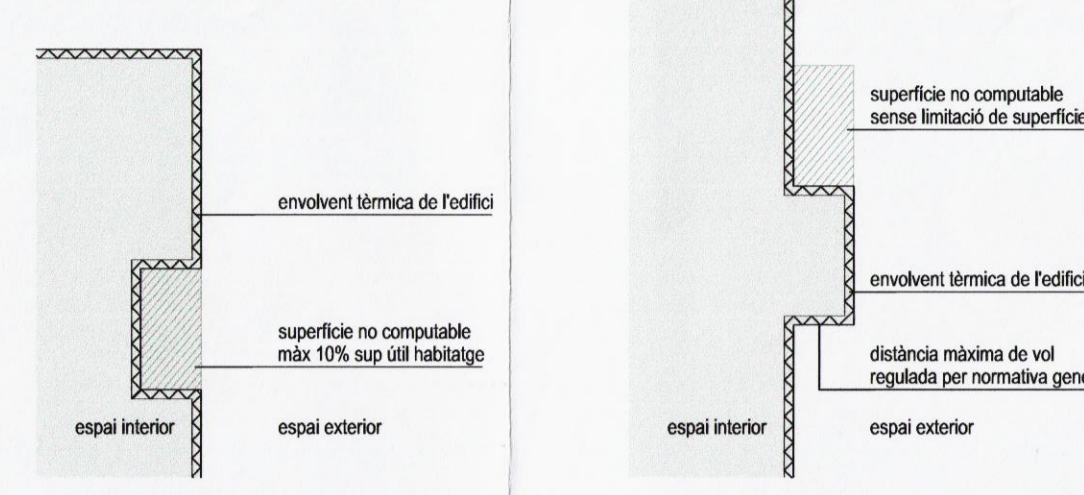 envolvent tèrmica de l'edifici
superfície no computable
màx 10% sup útil habitatge
espai interior
espai exterior
superfície no computable
sense limitació de superfície
envolvent tèrmica de l'edifici
distància màxima de vol
regulada per normativa
espai interior
espai exterior